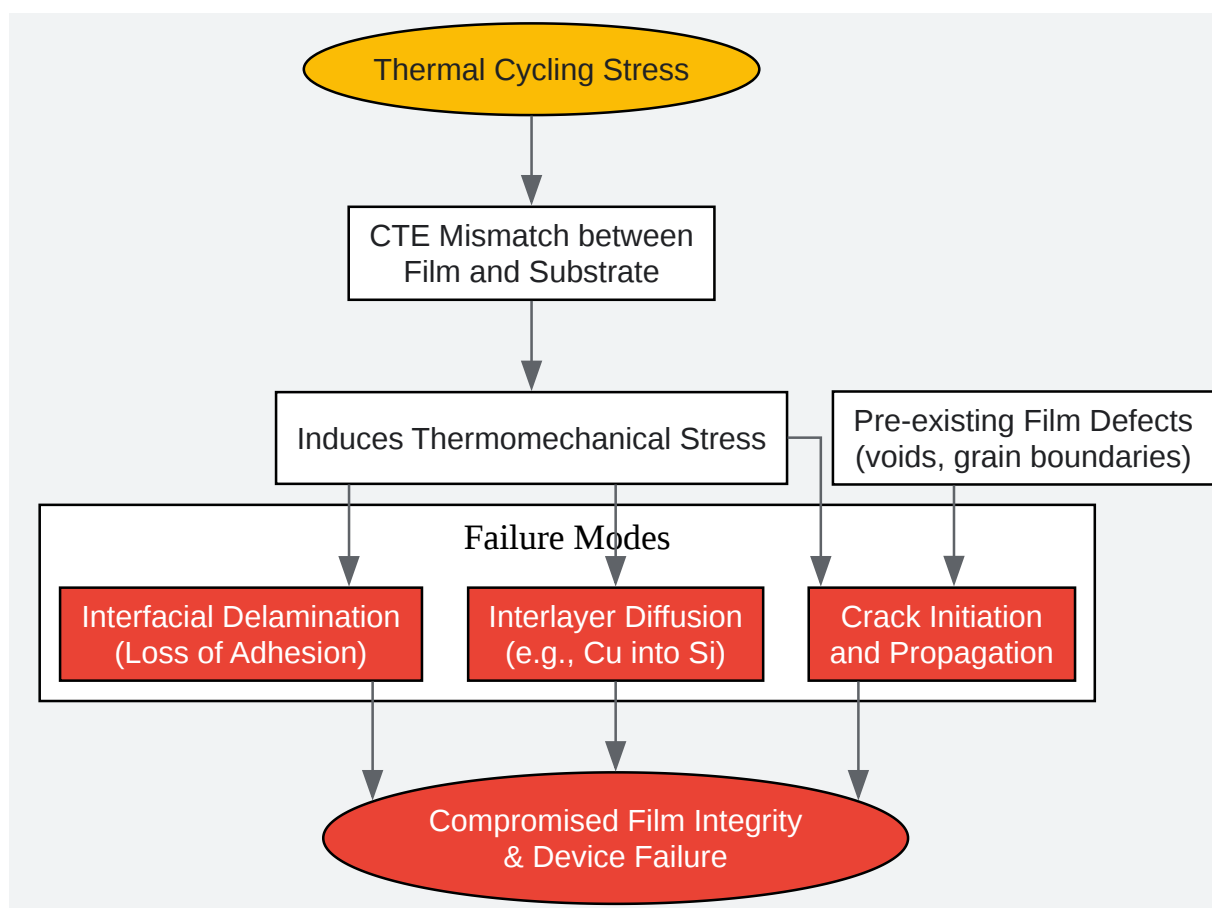 Thermal Cycling Stress
CTE Mismatch between
Film and Substrate
Induces Thermomechanical Stress
Pre-existing Film Defects
(voids, grain boundaries)
Failure Modes
Interfacial Delamination
(Loss of Adhesion)
Interlayer Diffusion
(e.g., Cu into Si)
Crack Initiation
and Propagation
Compromised Film Integrity
& Device Failure